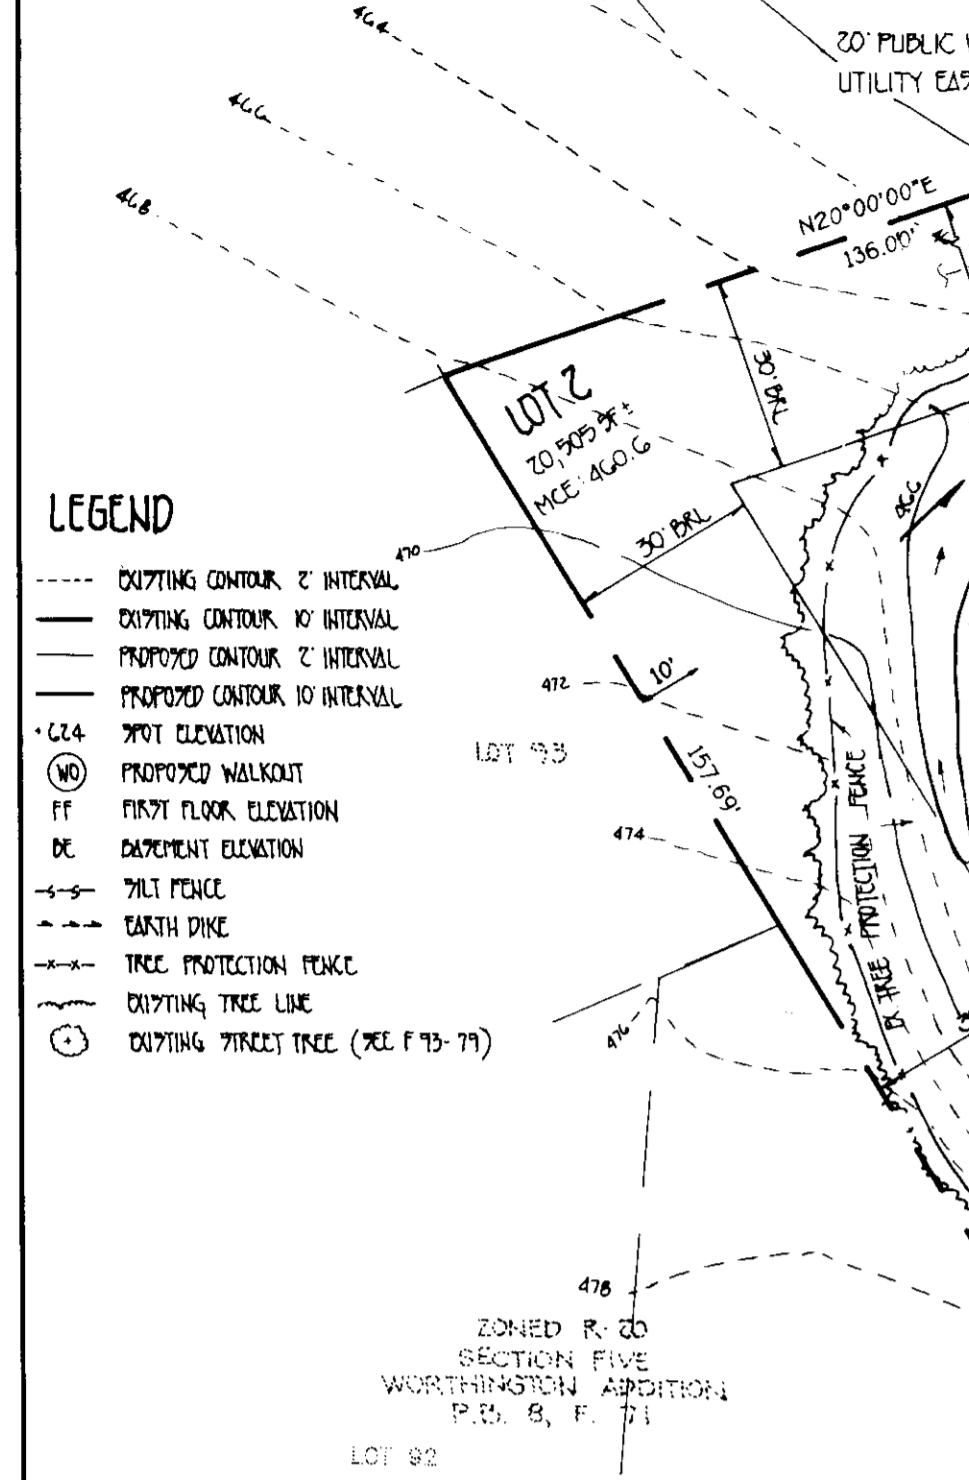 464
466
468
20' PUBLIC
UTILITY
N20°00'00"E
136.00'
30' BRL
LOT 2
20,505 SF±
MCE: 460.6
30' BRL
466
470
LEGEND
EXISTING CONTOUR 2' INTERVAL
EXISTING CONTOUR 10' INTERVAL
PROPOSED CONTOUR 2' INTERVAL
PROPOSED CONTOUR 10' INTERVAL
+624 SPOT ELEVATION
WO PROPOSED WALKOUT
FF FIRST FLOOR ELEVATION
BE BASEMENT ELEVATION
-S-S- SILT FENCE
EARTH DIKE
-x-x- TREE PROTECTION FENCE
EXISTING TREE LINE
EXISTING STREET TREE (SEE F 93-79)
472
10'
LOT 93
157.69'
474
EX TREE PROTECTION FENCE
476
478
ZONED R-20
SECTION FIVE
WORTHINGTON ADDITION
P.B. 8, F. 71
LOT 92